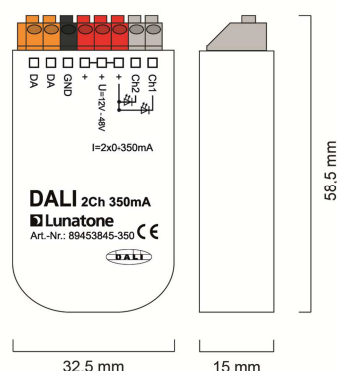 DA DA GND + + U=12V - 48V + Ch2 Ch1
I=2x0-350mA
DALI 2Ch 350mA
Lunatone
Art.-Nr.: 89453845-350 CE
DALI
58,5 mm
32,5 mm
15 mm